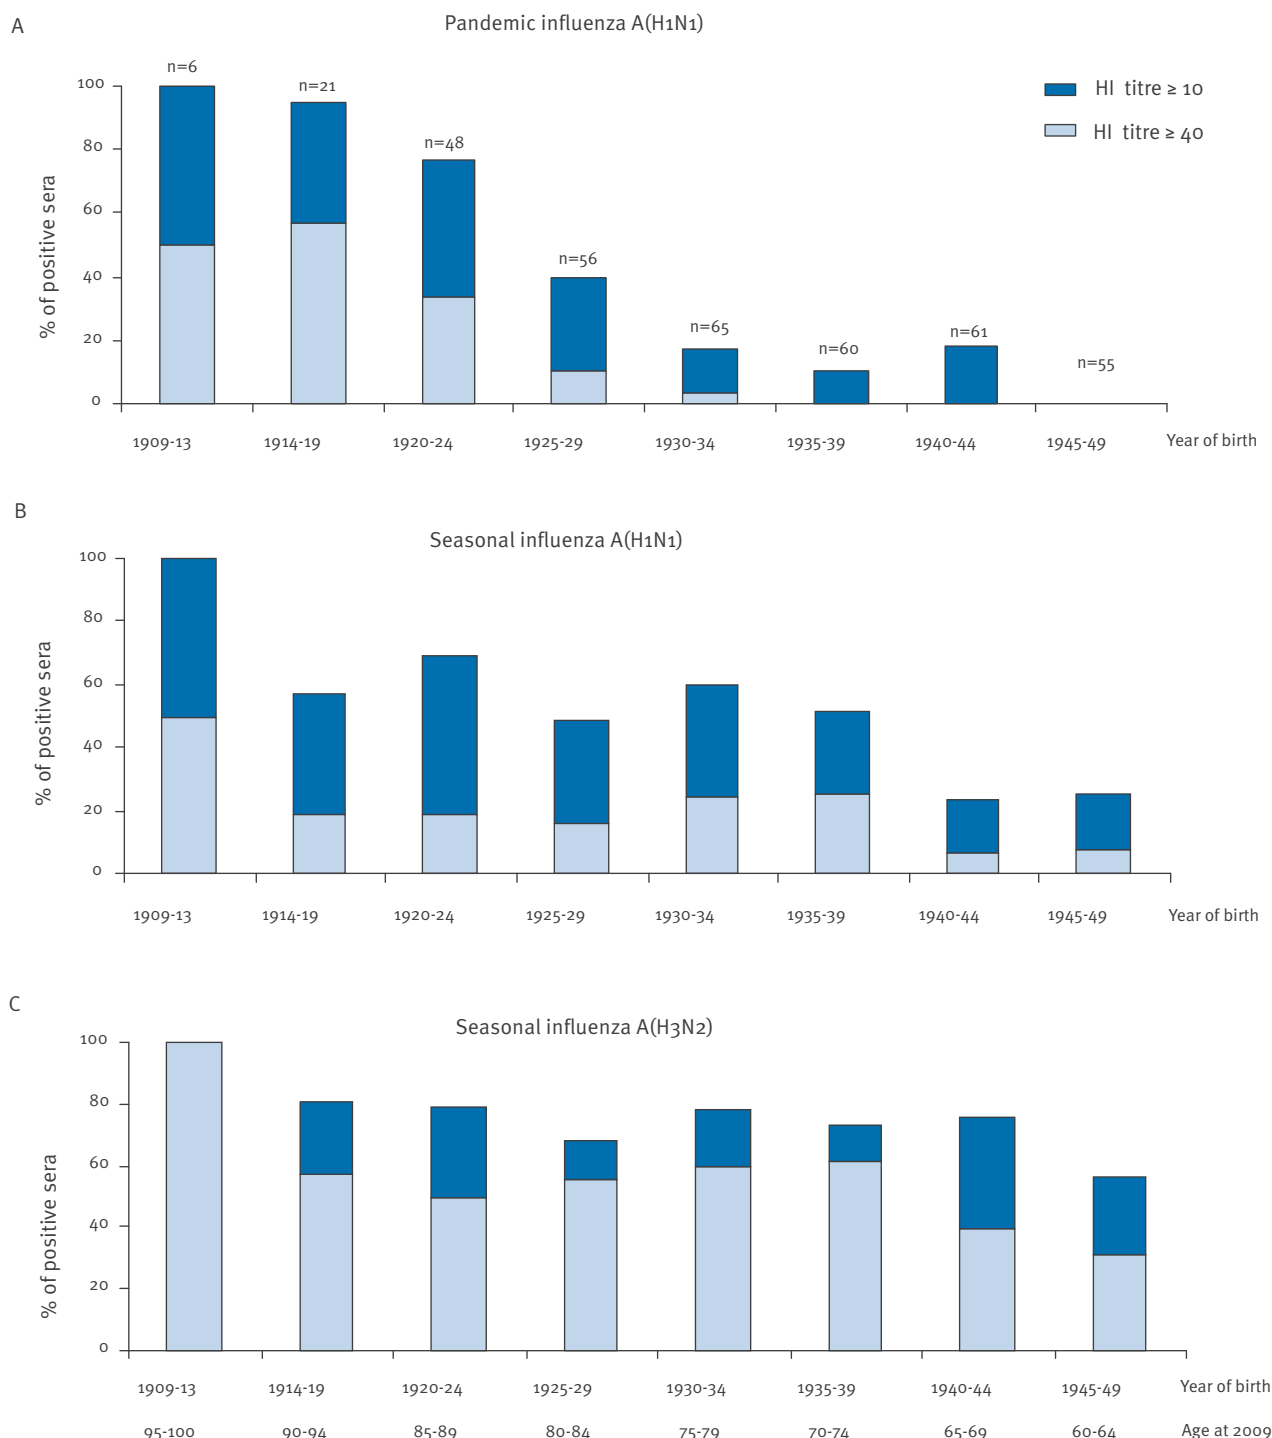 A
Pandemic influenza A(H1N1)
n=6
n=21
n=48
n=56
n=65
n=60
n=61
n=55
HI titre ≥ 10
HI titre ≥ 40
% of positive sera
100
80
60
40
20
0
1909-13 1914-19 1920-24 1925-29 1930-34 1935-39 1940-44 1945-49 Year of birth
B
Seasonal influenza A(H1N1)
% of positive sera
100
80
60
40
20
0
1909-13 1914-19 1920-24 1925-29 1930-34 1935-39 1940-44 1945-49 Year of birth
C
Seasonal influenza A(H3N2)
% of positive sera
100
80
60
40
20
0
1909-13 1914-19 1920-24 1925-29 1930-34 1935-39 1940-44 1945-49 Year of birth
95-100 90-94 85-89 80-84 75-79 70-74 65-69 60-64 Age at 2009